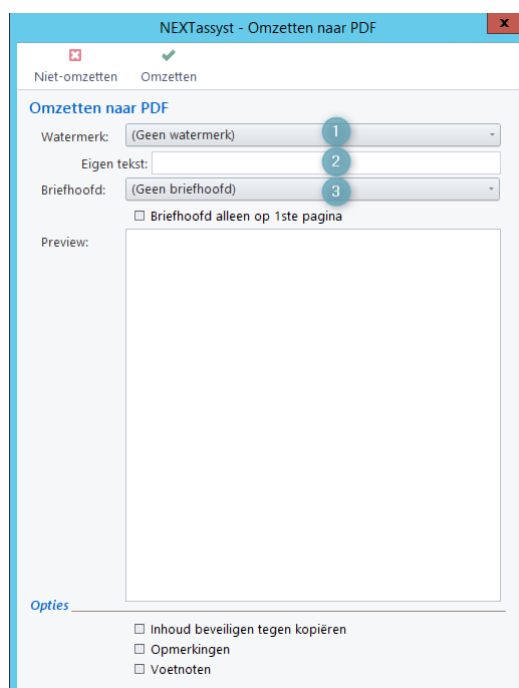 NEXTassyst - Omzetten naar PDF
x
Niet-omzetten Omzetten
Omzetten naar PDF
Watermerk: (Geen watermerk) 1
Eigen tekst: 2
Briefhoofd: (Geen briefhoofd) 3
Briefhoofd alleen op 1ste pagina
Preview:
Opties
Inhoud beveiligen tegen kopiëren
Opmerkingen
Voetnoten